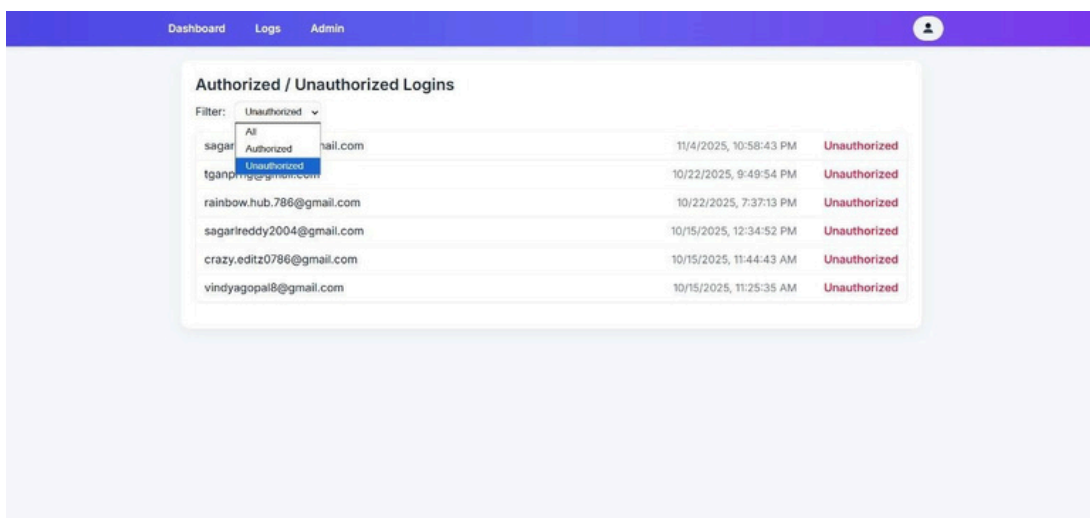 Dashboard Logs Admin
Authorized / Unauthorized Logins
Filter: Unauthorized
All
Authorized
Unauthorized
sagar ail.com 11/4/2025, 10:58:43 PM Unauthorized
10/22/2025, 9:49:54 PM Unauthorized
rainbow.hub.786@gmail.com 10/22/2025, 7:37:13 PM Unauthorized
sagarlreddy2004@gmail.com 10/15/2025, 12:34:52 PM Unauthorized
crazy.editz0786@gmail.com 10/15/2025, 11:44:43 AM Unauthorized
vindyagopal8@gmail.com 10/15/2025, 11:25:35 AM Unauthorized